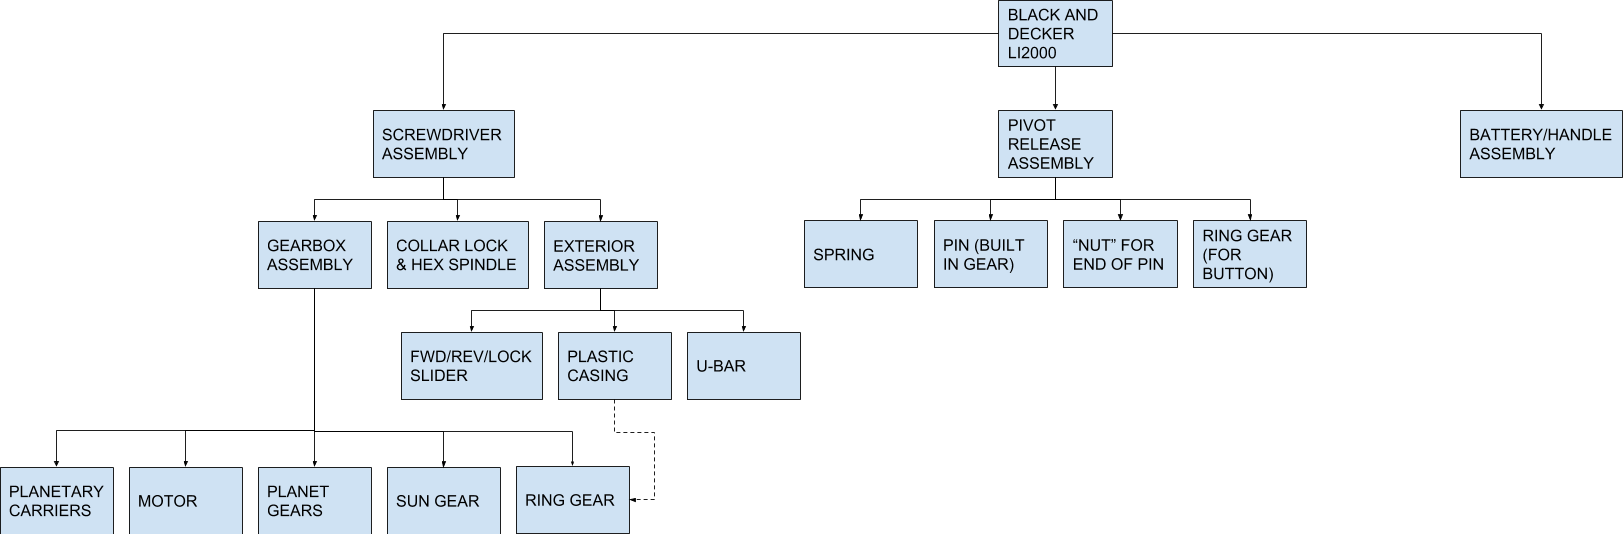 BLACK AND
DECKER
LI2000
SCREWDRIVER
ASSEMBLY
PIVOT
RELEASE
ASSEMBLY
BATTERY/HANDLE
ASSEMBLY
GEARBOX
ASSEMBLY
COLLAR LOCK
& HEX SPINDLE
EXTERIOR
ASSEMBLY
SPRING
PIN (BUILT
IN GEAR)
“NUT” FOR
END OF PIN
RING GEAR
(FOR
BUTTON)
FWD/REV/LOCK
SLIDER
PLASTIC
CASING
U-BAR
PLANETARY
CARRIERS
MOTOR
PLANET
GEARS
SUN GEAR
RING GEAR